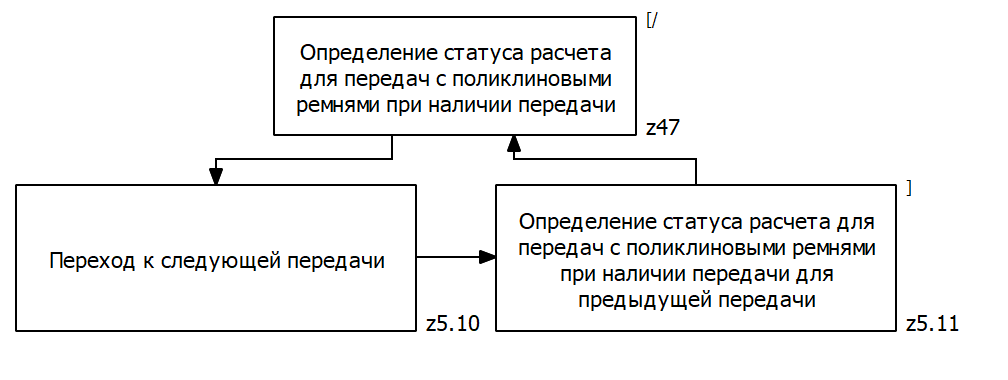 [/
Определение статуса расчета
для передач с поликлиновыми
ремнями при наличии передачи
z47
Переход к следующей передачи
z5.10
]
Определение статуса расчета для
передач с поликлиновыми ремнями
при наличии передачи для
предыдущей передачи
z5.11